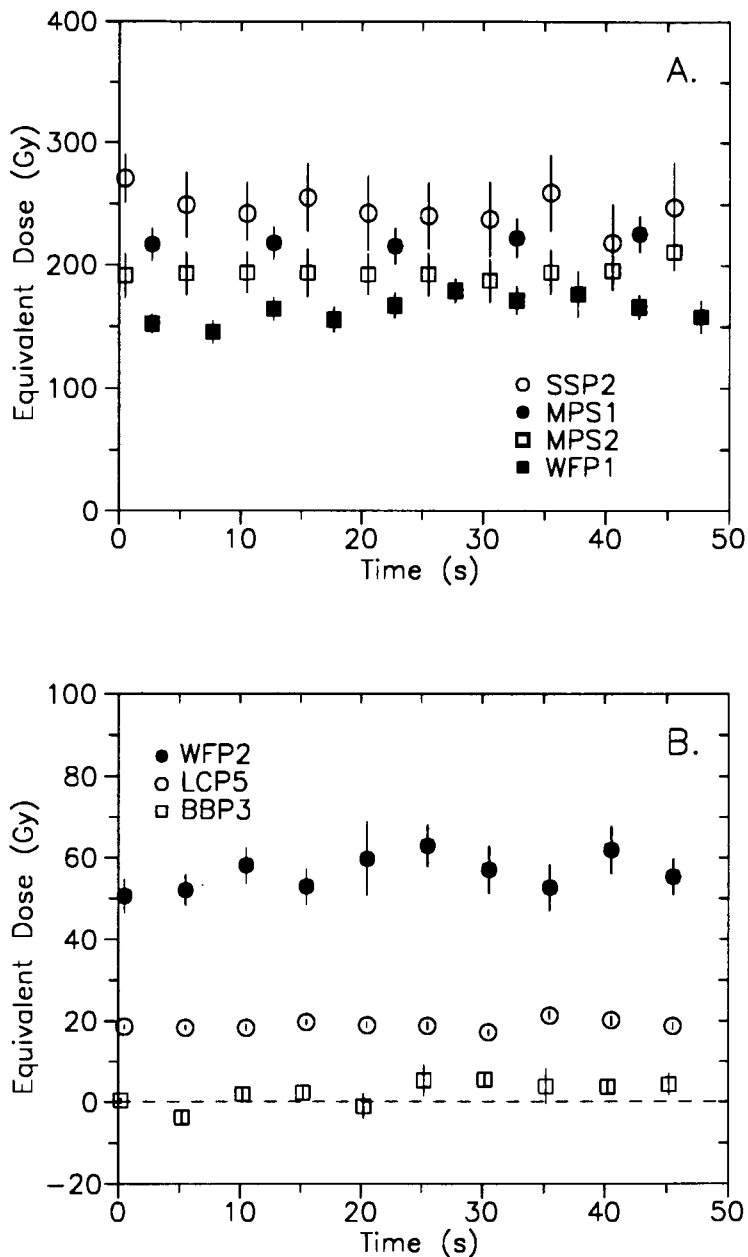 A.
Equivalent Dose (Gy)
400
300
200
100
0
SSP2
MPS1
MPS2
WFP1
0 10 20 30 40 50
Time (s)
B.
Equivalent Dose (Gy)
100
80
60
40
20
0
-20
WFP2
LCP5
BBP3
0 10 20 30 40 50
Time (s)